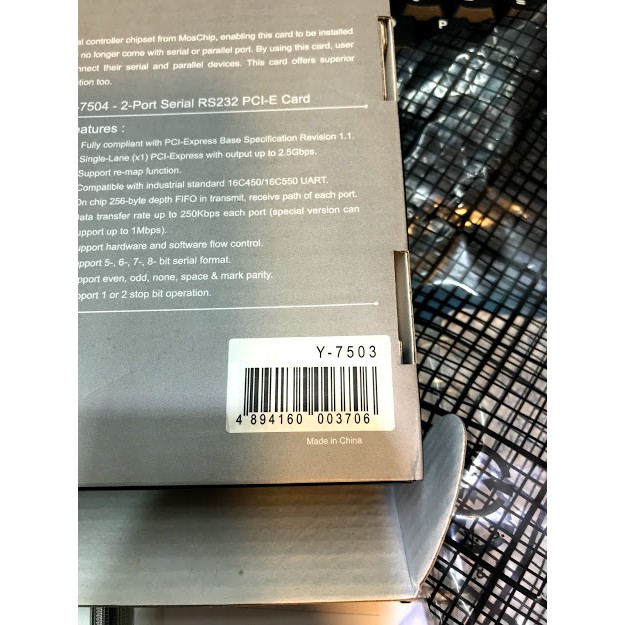 al controller chipset from MosChip, enabling this card to be installed
no longer come with serial or parallel port. By using this card, user
nnect their serial and parallel devices. This card offers superior
tion too.
-7504 - 2-Port Serial RS232 PCI-E Card
eatures :
Fully compliant with PCI-Express Base Specification Revision 1.1.
Single-Lane (x1) PCI-Express with output up to 2.5Gbps.
Support re-map function.
Compatible with industrial standard 16C450/16C550 UART.
On chip 256-byte depth FIFO in transmit, receive path of each port.
Data transfer rate up to 250Kbps each port (special version can
upport up to 1Mbps).
upport hardware and software flow control.
pport 5-, 6-, 7-, 8- bit serial format.
pport even, odd, none, space & mark parity.
pport 1 or 2 stop bit operation.
Y-7503
4 894160 003706
Made in China
P